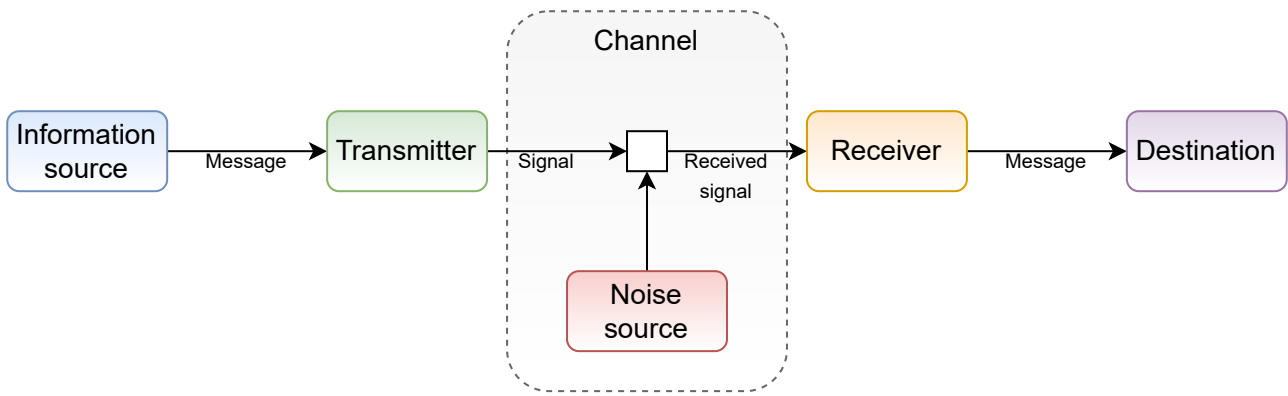 Channel
Information
source
Message
Transmitter
Signal
Received
signal
Receiver
Message
Destination
Noise
source